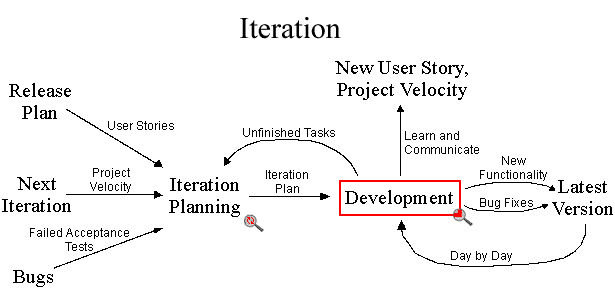 Iteration
New User Story,
Project Velocity
Release
Plan
User Stories
Unfinished Tasks
Learn and
Communicate
Next
Iteration
Project
Velocity
Iteration
Planning
Iteration
Plan
Development
New
Functionality
Bug Fixes
Latest
Version
Failed Acceptance
Tests
Bugs
Day by Day